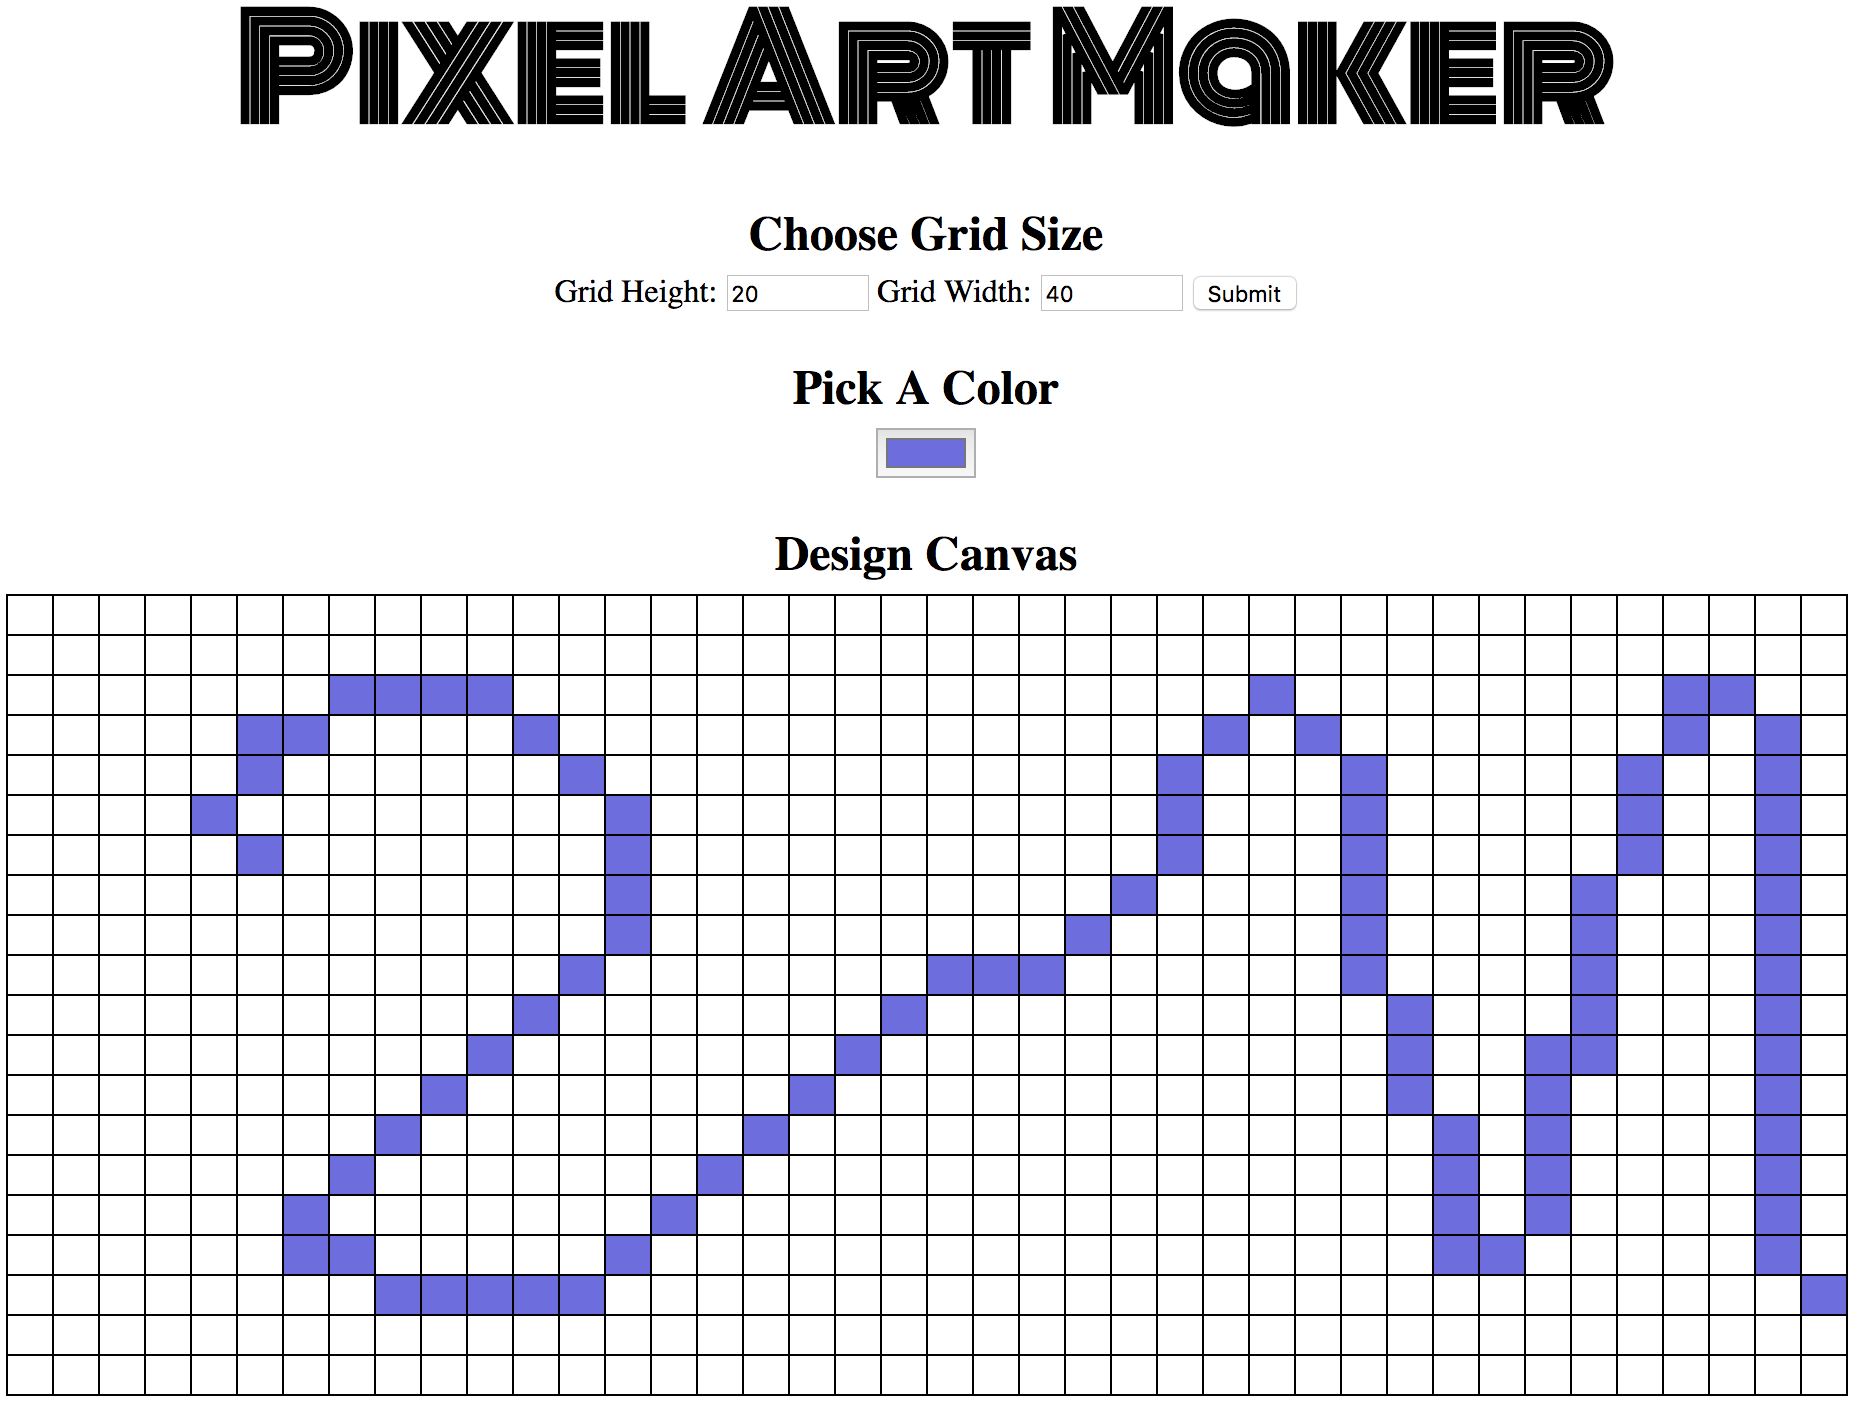 Pixel Art Maker
Choose Grid Size
Grid Height: 20 Grid Width: 40 Submit
Pick A Color
Design Canvas